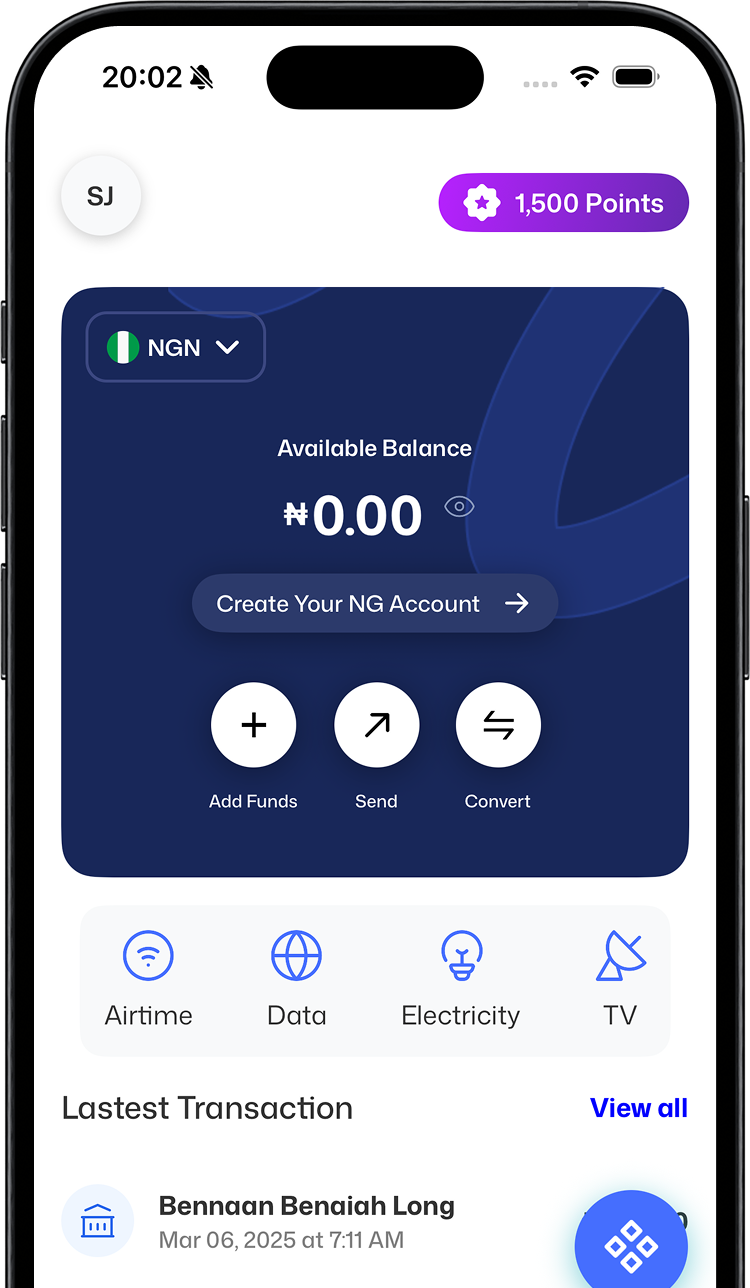 20:02
SJ
1,500 Points
NGN
Available Balance
₦0.00
Create Your NG Account
Add Funds Send Convert
Airtime Data Electricity TV
Lastest Transaction View all
Bennaan Benaiah Long
Mar 06, 2025 at 7:11 AM